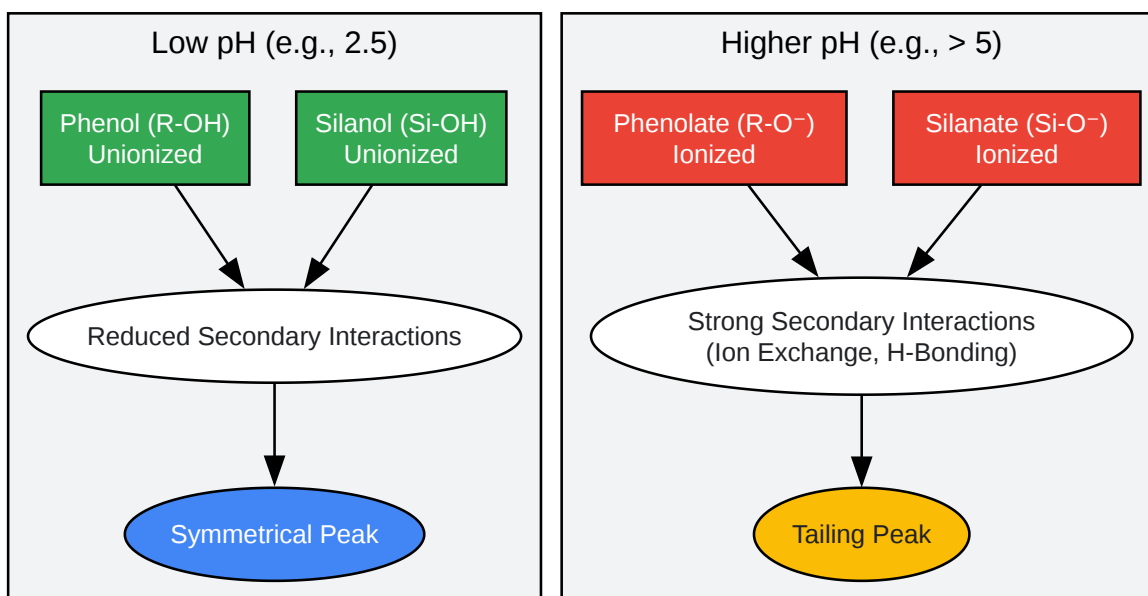 Low pH (e.g., 2.5)
Phenol (R-OH)
Unionized
Silanol (Si-OH)
Unionized
Reduced Secondary Interactions
Symmetrical Peak
Higher pH (e.g., > 5)
Phenolate (R-O⁻)
Ionized
Silanate (Si-O⁻)
Ionized
Strong Secondary Interactions
(Ion Exchange, H-Bonding)
Tailing Peak